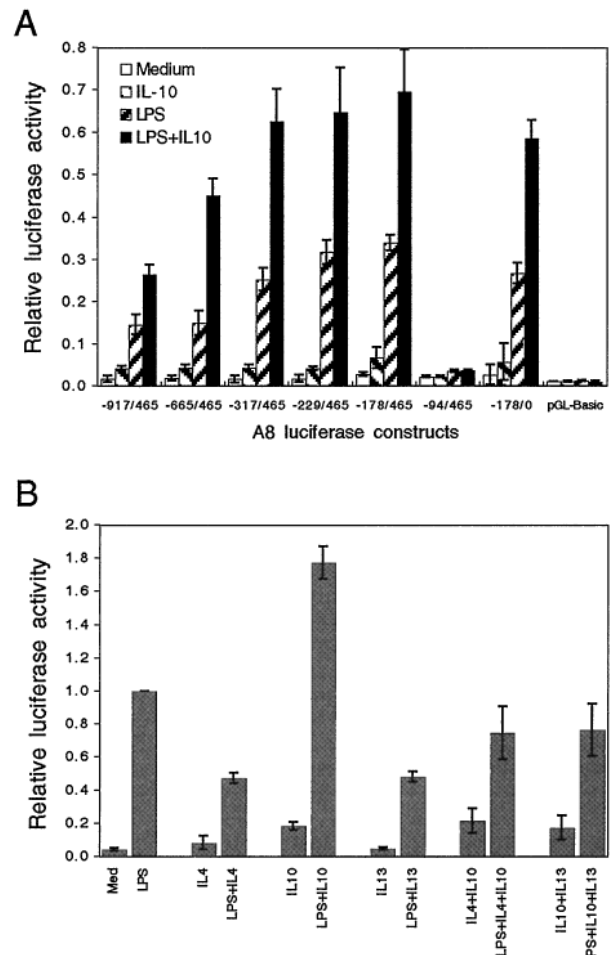 A
Relative luciferase activity
0.8
0.7
0.6
0.5
0.4
0.3
0.2
0.1
0.0
Medium
IL-10
LPS
LPS+IL10
-917/465 -665/465 -317/465 -229/465 -178/465 -94/465 -178/0 pGL-Basic
A8 luciferase constructs
B
Relative luciferase activity
2.0
1.8
1.6
1.4
1.2
1.0
0.8
0.6
0.4
0.2
0.0
Med
LPS
IL4
LPS+IL4
IL10
LPS+IL10
IL13
LPS+IL13
IL4+IL10
LPS+IL4+IL10
IL10+IL13
PS+IL10+IL13